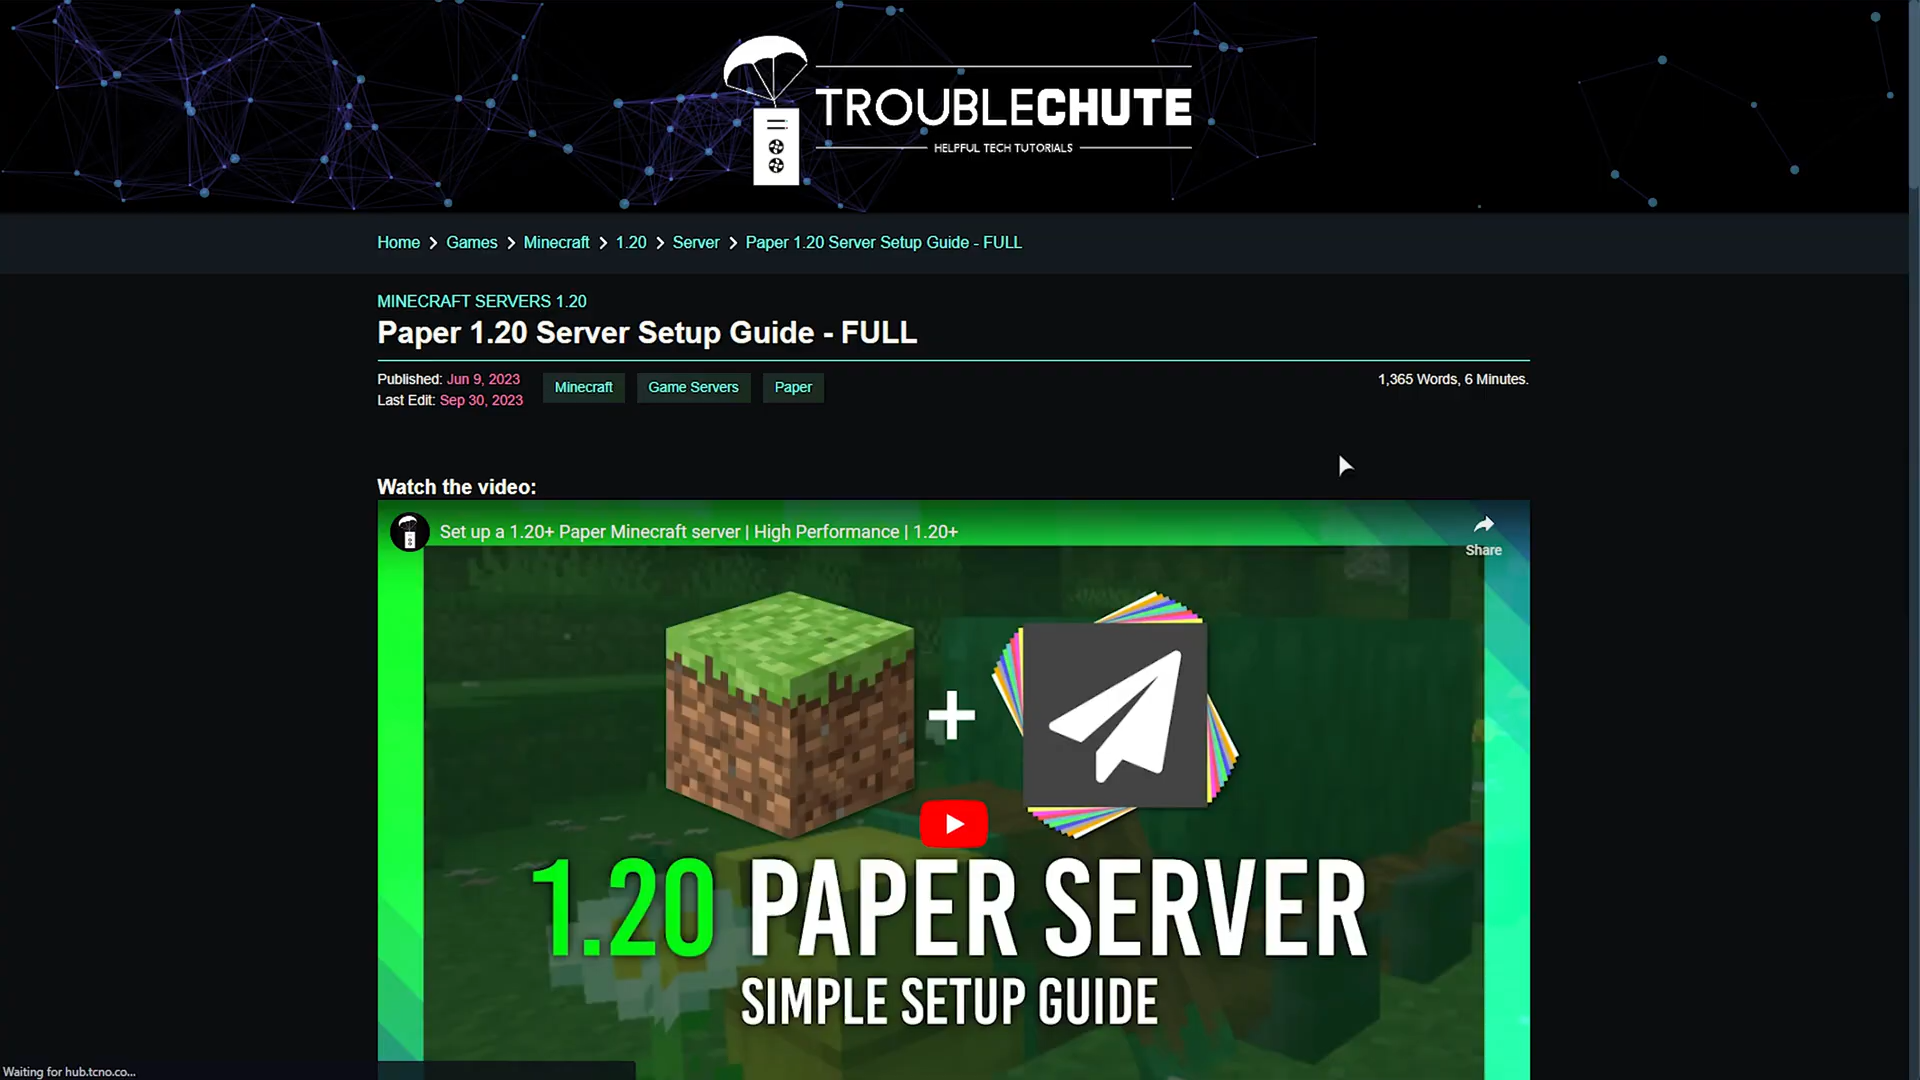 TROUBLECHUTE
HELPFUL TECH TUTORIALS
Home > Games > Minecraft > 1.20 > Server > Paper 1.20 Server Setup Guide - FULL
MINECRAFT SERVERS 1.20
Paper 1.20 Server Setup Guide - FULL
Published: Jun 9, 2023
Last Edit: Sep 30, 2023
Minecraft
Game Servers
Paper
1,365 Words, 6 Minutes.
Watch the video:
Set up a 1.20+ Paper Minecraft server | High Performance | 1.20+
Share
1.20 PAPER SERVER
SIMPLE SETUP GUIDE
Waiting for hub.tcno.co...